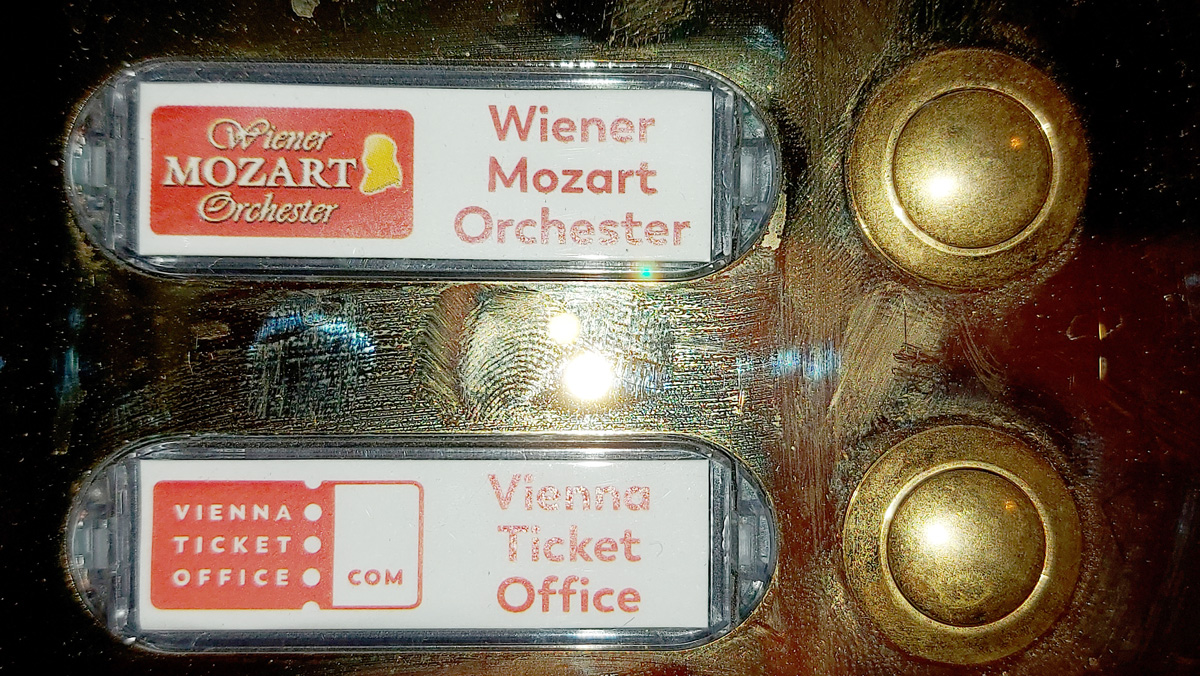 Wiener
MOZART
Orchester
Wiener
Mozart
Orchester
VIENNA
TICKET
OFFICE
COM
Vienna
Ticket
Office